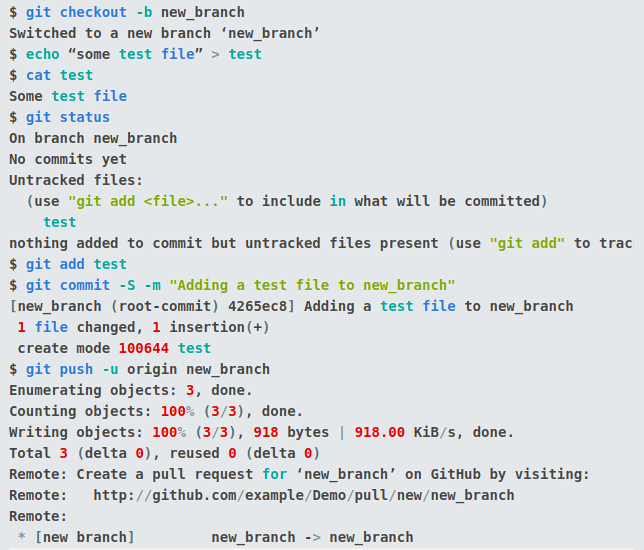 $ git checkout -b new_branch
Switched to a new branch ‘new_branch’
$ echo “some test file” > test
$ cat test
Some test file
$ git status
On branch new_branch
No commits yet
Untracked files:
  (use "git add <file>..." to include in what will be committed)
    test
nothing added to commit but untracked files present (use "git add" to trac
$ git add test
$ git commit -S -m "Adding a test file to new_branch"
[new_branch (root-commit) 4265ec8] Adding a test file to new_branch
 1 file changed, 1 insertion(+)
 create mode 100644 test
$ git push -u origin new_branch
Enumerating objects: 3, done.
Counting objects: 100% (3/3), done.
Writing objects: 100% (3/3), 918 bytes | 918.00 KiB/s, done.
Total 3 (delta 0), reused 0 (delta 0)
Remote: Create a pull request for ‘new_branch’ on GitHub by visiting:
Remote:   http://github.com/example/Demo/pull/new/new_branch
Remote:
 * [new branch]         new_branch -> new_branch